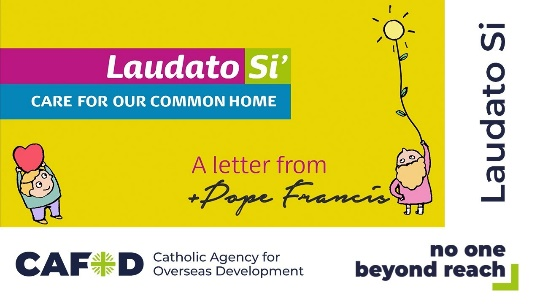 Laudato Si’
CARE FOR OUR COMMON HOME
A letter from
+Pope Francis
Laudato Si
CAFOD
Catholic Agency for
Overseas Development
no one
beyond reach